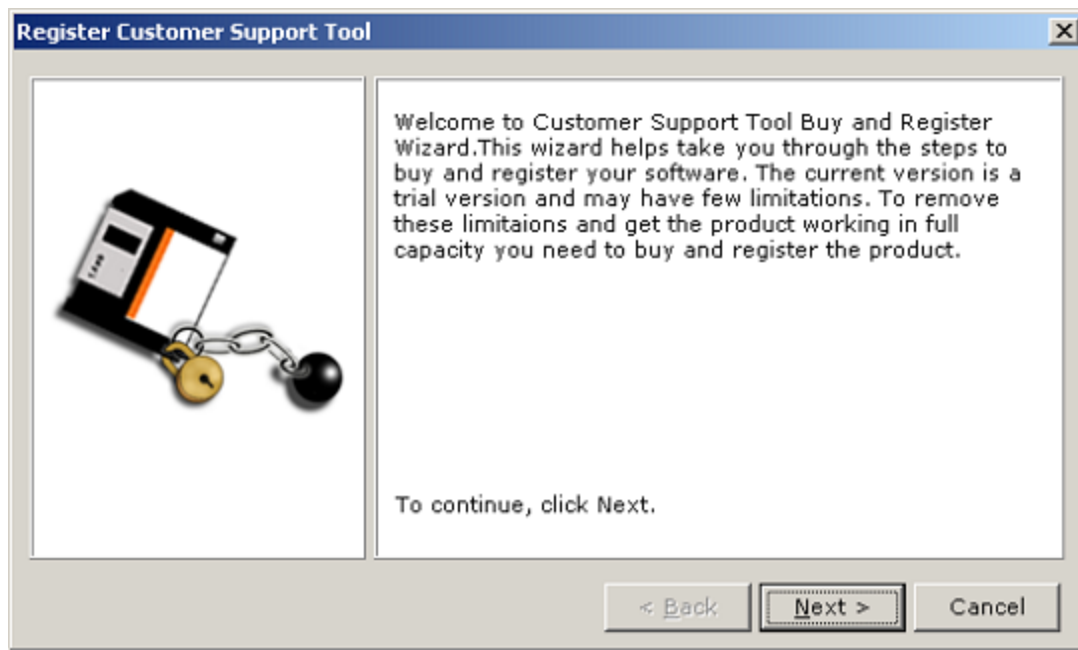 Register Customer Support Tool
Welcome to Customer Support Tool Buy and Register
Wizard.This wizard helps take you through the steps to
buy and register your software. The current version is a
trial version and may have few limitations. To remove
these limitaions and get the product working in full
capacity you need to buy and register the product.
To continue, click Next.
< Back Next > Cancel